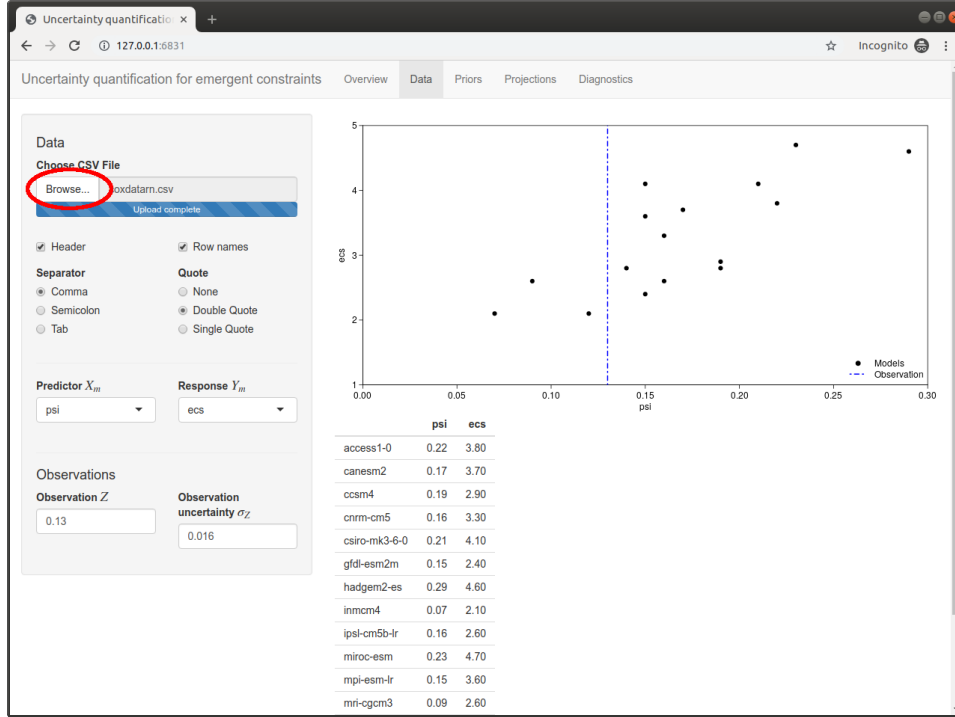 Uncertainty quantificatio
127.0.0.1:6831
Incognito
Uncertainty quantification for emergent constraints Overview Data Priors Projections Diagnostics
Data
Choose CSV File
Browse... oxdatarn.csv
Upload complete
Header Row names
Separator Quote
Comma None
Semicolon Double Quote
Tab Single Quote
Predictor Xm Response Ym
psi ecs
Observations
Observation Z Observation
uncertainty σZ
0.13
0.016
5
4
3
2
1
ecs
Models
Observation
0.00 0.05 0.10 0.15 0.20 0.25 0.30
psi
psi ecs
access1-0 0.22 3.80
canesm2 0.17 3.70
ccsm4 0.19 2.90
cnrm-cm5 0.16 3.30
csiro-mk3-6-0 0.21 4.10
gfdl-esm2m 0.15 2.40
hadgem2-es 0.29 4.60
inmcm4 0.07 2.10
ipsl-cm5b-lr 0.16 2.60
miroc-esm 0.23 4.70
mpi-esm-lr 0.15 3.60
mri-cgcm3 0.09 2.60